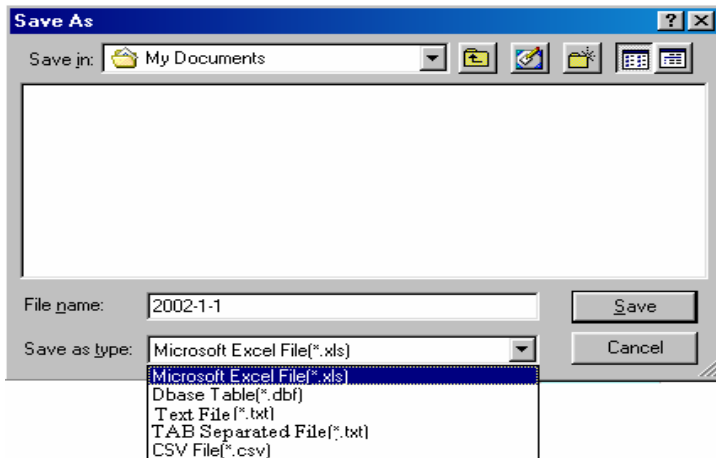 Save As
Save in: My Documents
File name: 2002-1-1
Save
Save as type: Microsoft Excel File(*.xls)
Cancel
Microsoft Excel File(*.xls)
Dbase Table(*.dbf)
Text File(*.txt)
TAB Separated File(*.txt)
CSV File(*.csv)